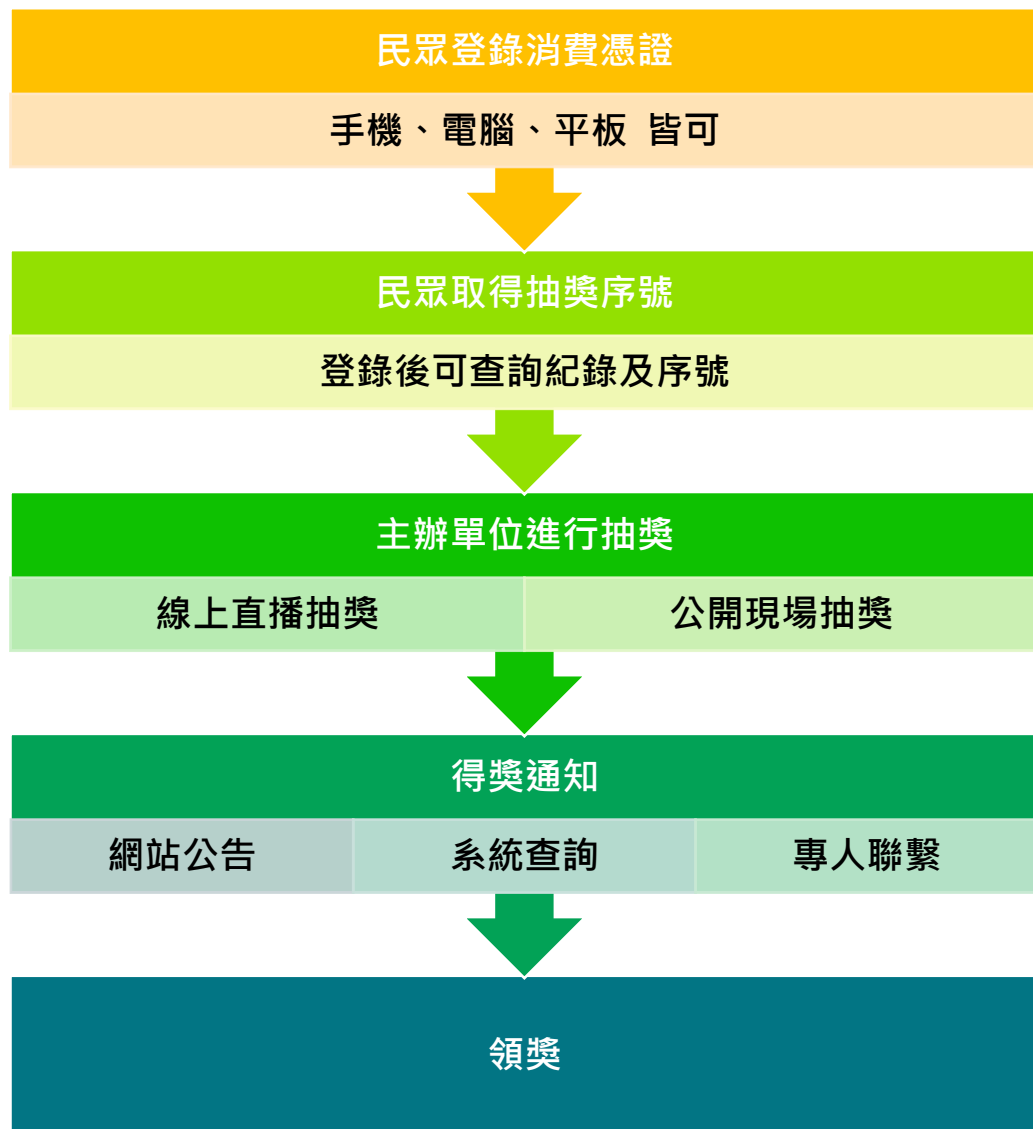 民眾登錄消費憑證
手機、電腦、平板 皆可
民眾取得抽獎序號
登錄後可查詢紀錄及序號
主辦單位進行抽獎
線上直播抽獎
公開現場抽獎
得獎通知
網站公告
系統查詢
專人聯繫
領獎